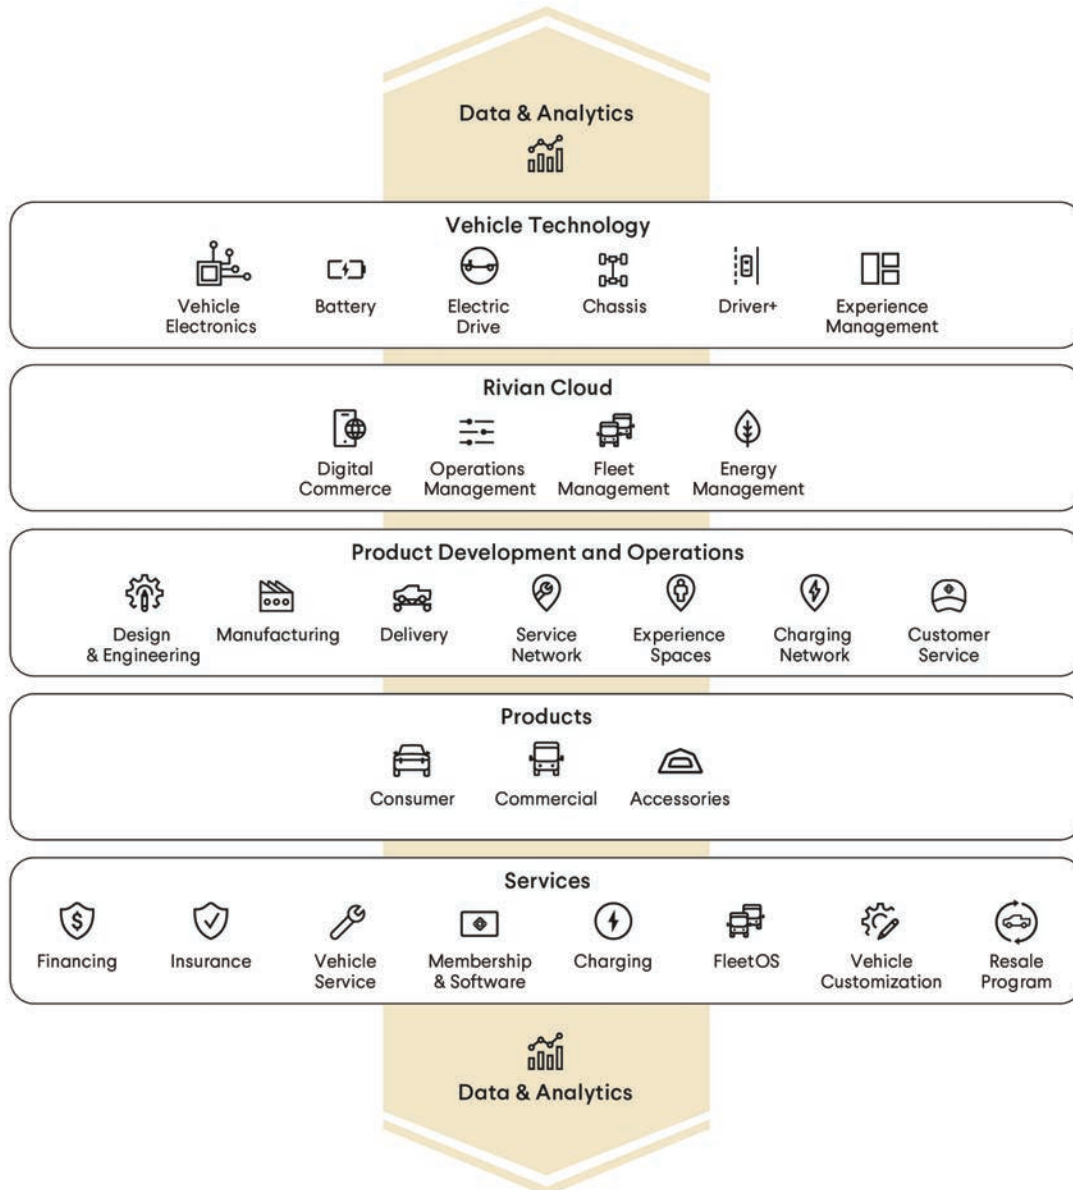 Data & Analytics
Vehicle Technology
Vehicle
Electronics
Battery
Electric
Drive
Chassis
Driver+
Experience
Management
Rivian Cloud
Digital
Commerce
Operations
Management
Fleet
Management
Energy
Management
Product Development and Operations
Design
& Engineering
Manufacturing
Delivery
Service
Network
Experience
Spaces
Charging
Network
Customer
Service
Products
Consumer
Commercial
Accessories
Services
$
Financing
Insurance
Vehicle
Service
Membership
& Software
Charging
FleetOS
Vehicle
Customization
Resale
Program
Data & Analytics